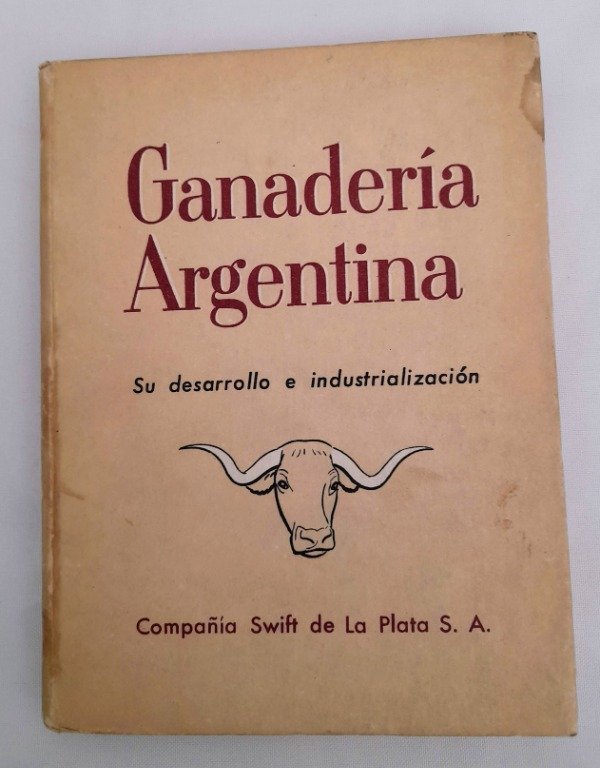 Ganadería
Argentina
Su desarrollo e industrialización
Compañía Swift de La Plata S. A.